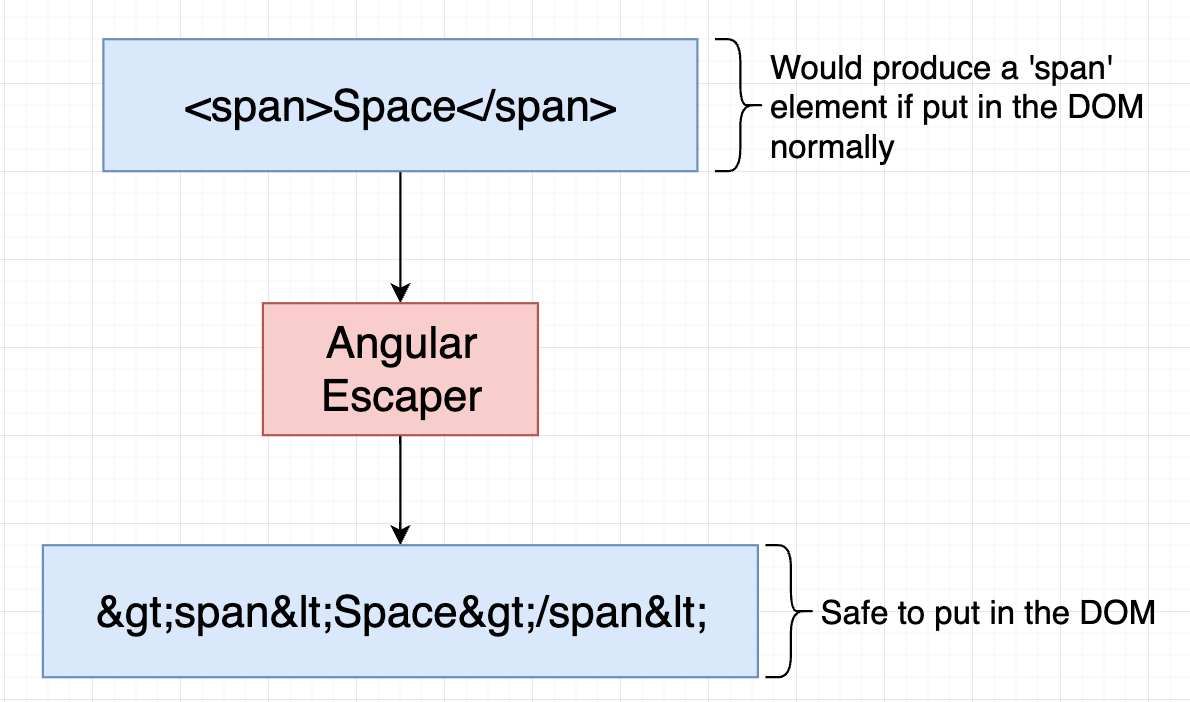 <span>Space</span>
Would produce a 'span'
element if put in the DOM
normally
Angular
Escaper
&gt;span&lt;Space&gt;/span&lt;
Safe to put in the DOM